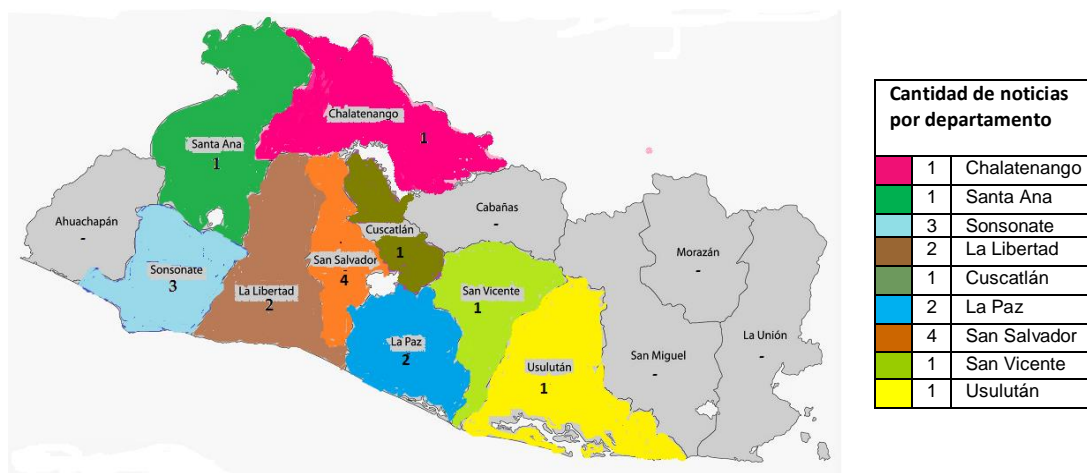 Chalatenango
1
Santa Ana
1
Ahuachapán
-
Cabañas
-
Cuscatlán
1
Morazán
-
San Salvador
4
Sonsonate
3
La Libertad
2
San Vicente
1
La Unión
-
La Paz
2
San Miguel
-
Usulután
1
Cantidad de noticias
por departamento
1 Chalatenango
1 Santa Ana
3 Sonsonate
2 La Libertad
1 Cuscatlán
2 La Paz
4 San Salvador
1 San Vicente
1 Usulután